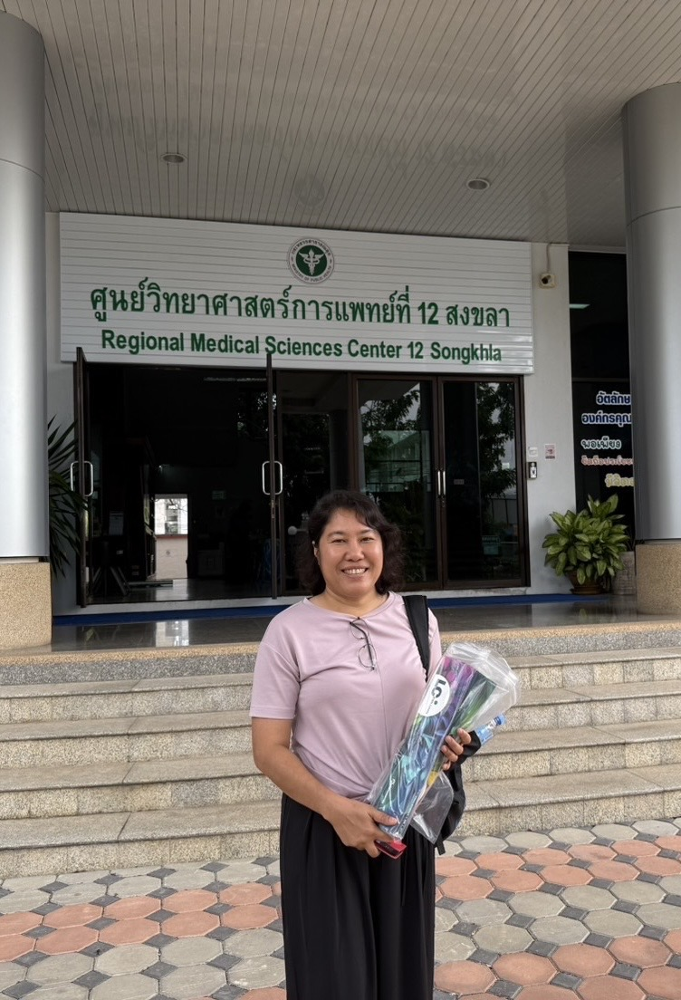 ศูนย์วิทยาศาสตร์การแพทย์ที่ 12 สงขลา
Regional Medical Sciences Center 12 Songkhla
อัตลักษ
องค์กรคุณ
พอเพียง